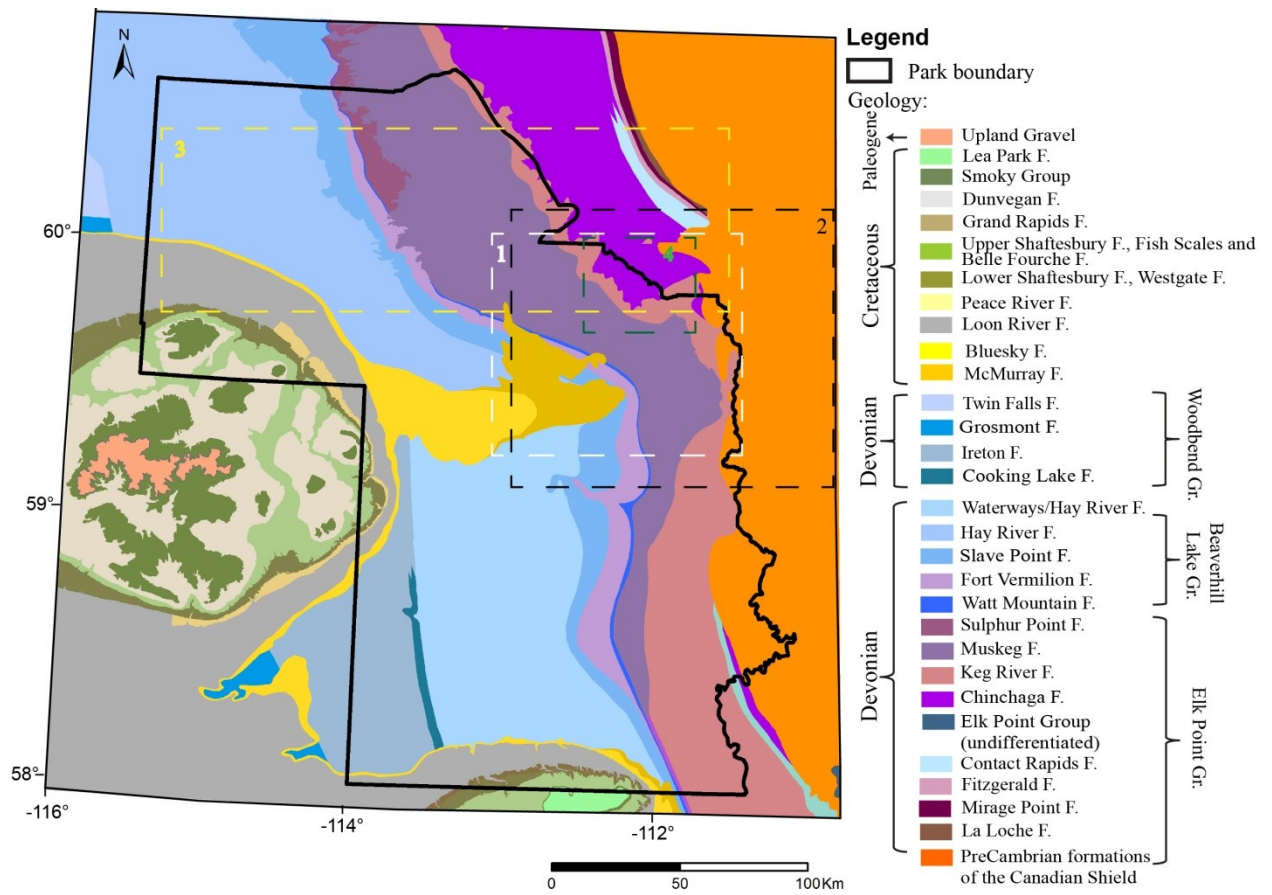 N
3
2
1
4
60°
59°
58°
-116°
-114°
-112°
0 50 100Km
Legend
Park boundary
Geology:
Paleogene
Upland Gravel
Cretaceous
Lea Park F.
Smoky Group
Dunvegan F.
Grand Rapids F.
Upper Shaftesbury F., Fish Scales and
Belle Fourche F.
Lower Shaftesbury F., Westgate F.
Peace River F.
Loon River F.
Bluesky F.
McMurray F.
Devonian
Twin Falls F.
Grosmont F.
Ireton F.
Cooking Lake F.
Woodbend Gr.
Devonian
Waterways/Hay River F.
Hay River F.
Slave Point F.
Fort Vermilion F.
Watt Mountain F.
Beaverhill
Lake Gr.
Sulphur Point F.
Muskeg F.
Keg River F.
Chinchaga F.
Elk Point Group
(undifferentiated)
Contact Rapids F.
Fitzgerald F.
Mirage Point F.
La Loche F.
PreCambrian formations
of the Canadian Shield
Elk Point Gr.